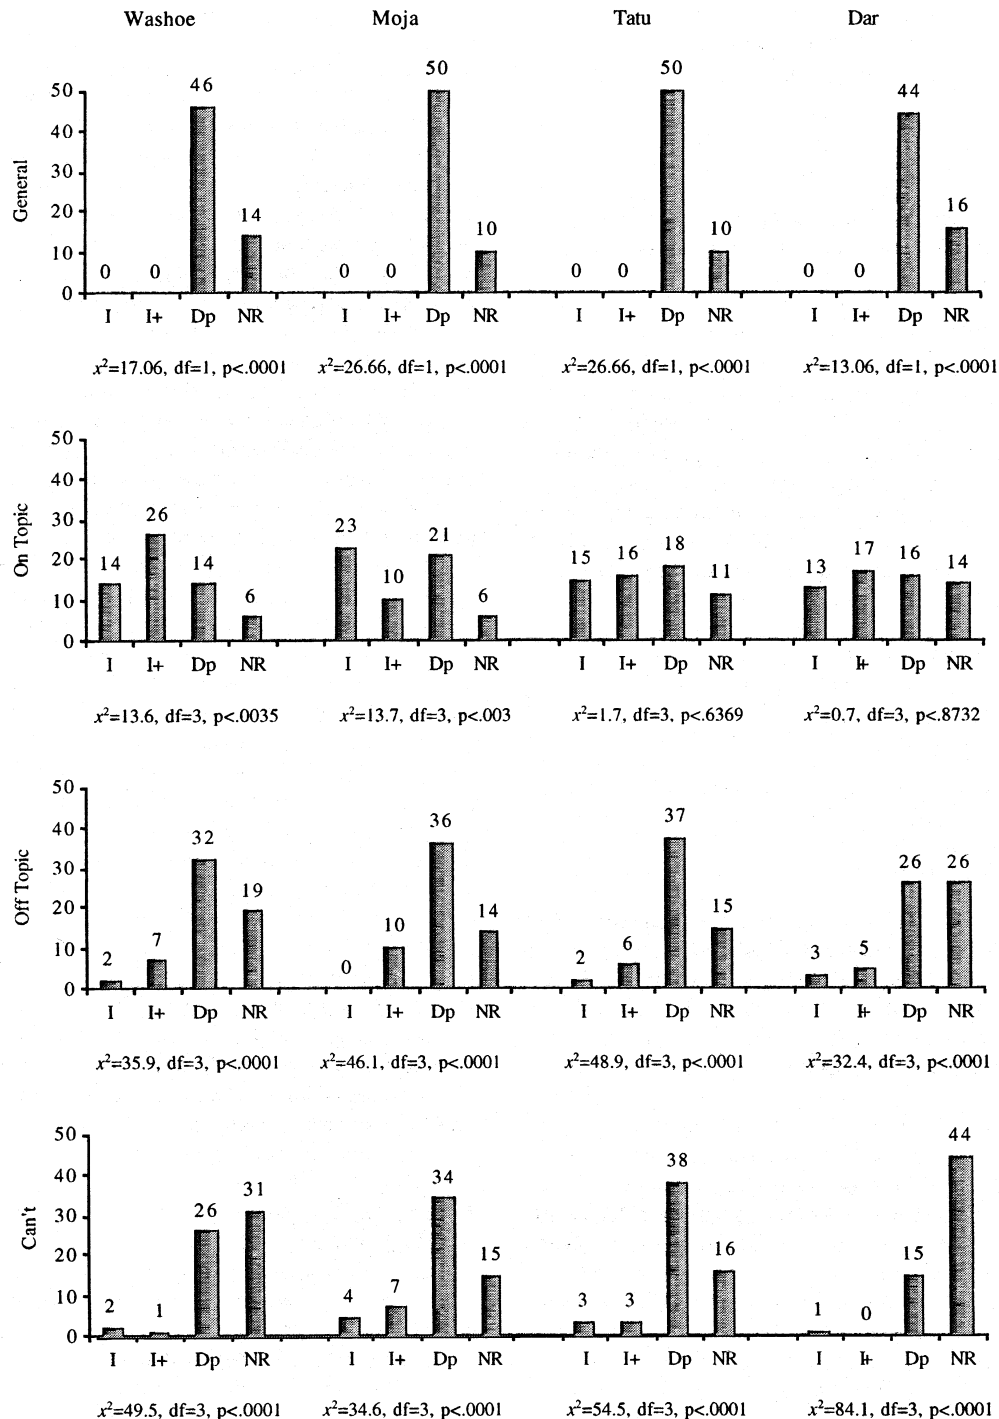 Washoe Moja Tatu Dar
General
50
40
30
20
10
0
0 0 46 14
0 0 50 10
0 0 50 10
0 0 44 16
I I+ Dp NR I I+ Dp NR I I+ Dp NR I I+ Dp NR
x²=17.06, df=1, p<.0001 x²=26.66, df=1, p<.0001 x²=26.66, df=1, p<.0001 x²=13.06, df=1, p<.0001
On Topic
50
40
30
20
10
0
14 26 14 6
23 10 21 6
15 16 18 11
13 17 16 14
I I+ Dp NR I I+ Dp NR I I+ Dp NR I I+ Dp NR
x²=13.6, df=3, p<.0035 x²=13.7, df=3, p<.003 x²=1.7, df=3, p<.6369 x²=0.7, df=3, p<.8732
Off Topic
50
40
30
20
10
0
2 7 32 19
0 10 36 14
2 6 37 15
3 5 26 26
I I+ Dp NR I I+ Dp NR I I+ Dp NR I I+ Dp NR
x²=35.9, df=3, p<.0001 x²=46.1, df=3, p<.0001 x²=48.9, df=3, p<.0001 x²=32.4, df=3, p<.0001
Can't
50
40
30
20
10
0
2 1 26 31
4 7 34 15
3 3 38 16
1 0 15 44
I I+ Dp NR I I+ Dp NR I I+ Dp NR I I+ Dp NR
x²=49.5, df=3, p<.0001 x²=34.6, df=3, p<.0001 x²=54.5, df=3, p<.0001 x²=84.1, df=3, p<.0001